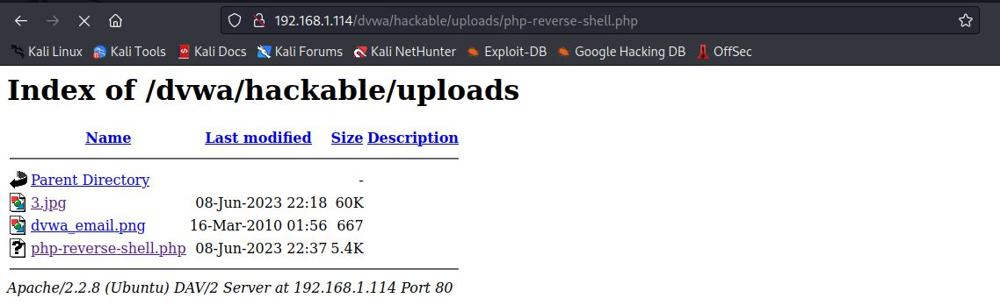 192.168.1.114/dvwa/hackable/uploads/php-reverse-shell.php
Kali Linux Kali Tools Kali Docs Kali Forums Kali NetHunter Exploit-DB Google Hacking DB OffSec
Index of /dvwa/hackable/uploads
Name Last modified Size Description
Parent Directory -
3.jpg 08-Jun-2023 22:18 60K
dvwa_email.png 16-Mar-2010 01:56 667
php-reverse-shell.php 08-Jun-2023 22:37 5.4K
Apache/2.2.8 (Ubuntu) DAV/2 Server at 192.168.1.114 Port 80